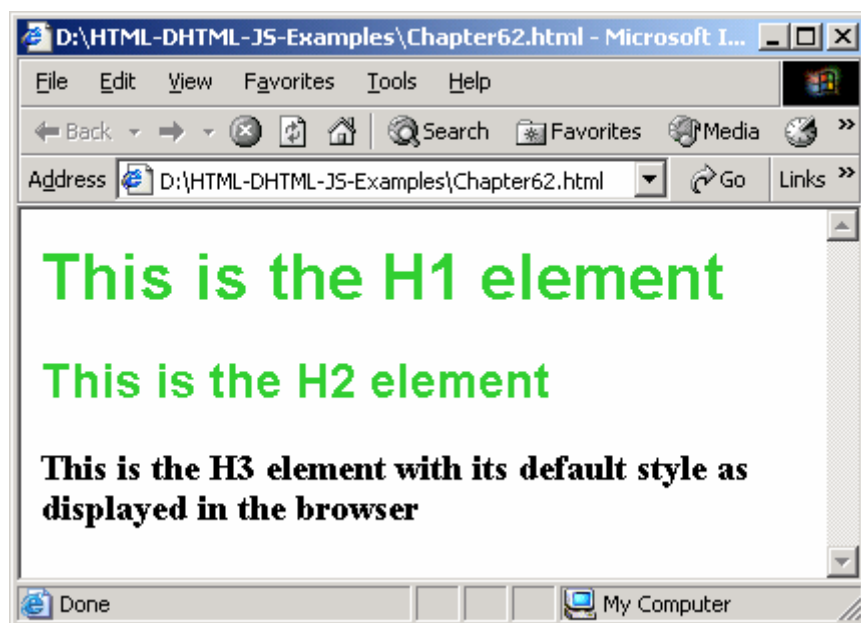 D:\HTML-DHTML-JS-Examples\Chapter62.html - Microsoft I...
File Edit View Favorites Tools Help
Back Search Favorites Media »
Address D:\HTML-DHTML-JS-Examples\Chapter62.html Go Links »
This is the H1 element
This is the H2 element
This is the H3 element with its default style as
displayed in the browser
Done My Computer